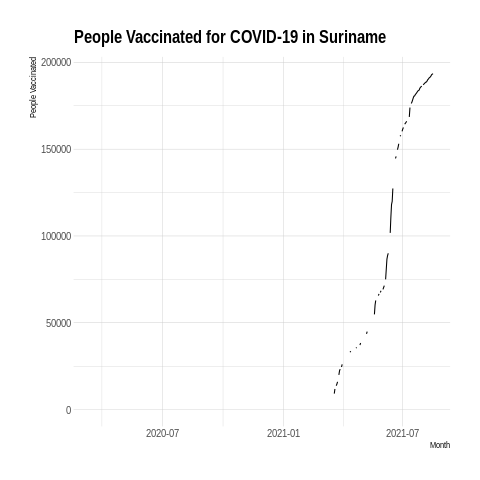 People Vaccinated for COVID-19 in Suriname
People Vaccinated
200000
150000
100000
50000
0
2020-07 2021-01 2021-07
Month